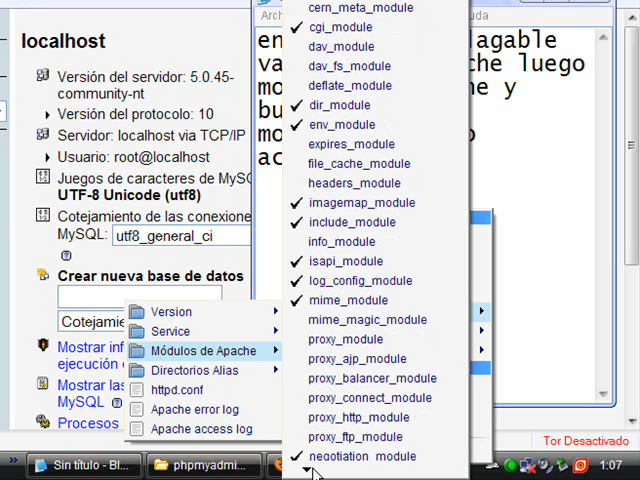 localhost
Versión del servidor: 5.0.45-
community-nt
Versión del protocolo: 10
Servidor: localhost via TCP/IP
Usuario: root@localhost
Juegos de caracteres de MyS
UTF-8 Unicode (utf8)
Cotejamiento de las conexione
MySQL: utf8_general_ci
Crear nueva base de datos
Cotejamie
Mostrar inf
ejecución
Mostrar las
MySQL
Procesos
Version
Service
Módulos de Apache
Directorios Alias
httpd.conf
Apache error log
Apache access log
cern_meta_module
cgi_module
dav_module
dav_fs_module
deflate_module
dir_module
env_module
expires_module
file_cache_module
headers_module
imagemap_module
include_module
info_module
isapi_module
log_config_module
mime_module
mime_magic_module
proxy_module
proxy_ajp_module
proxy_balancer_module
proxy_connect_module
proxy_http_module
proxy_ftp_module
negotiation_module
Arch
uda
en
lagable
va
che luego
mo
e y
bu
mo
o
ac
Tor Desactivado
Sin título - Bl...
phpmyadmi...
1:07